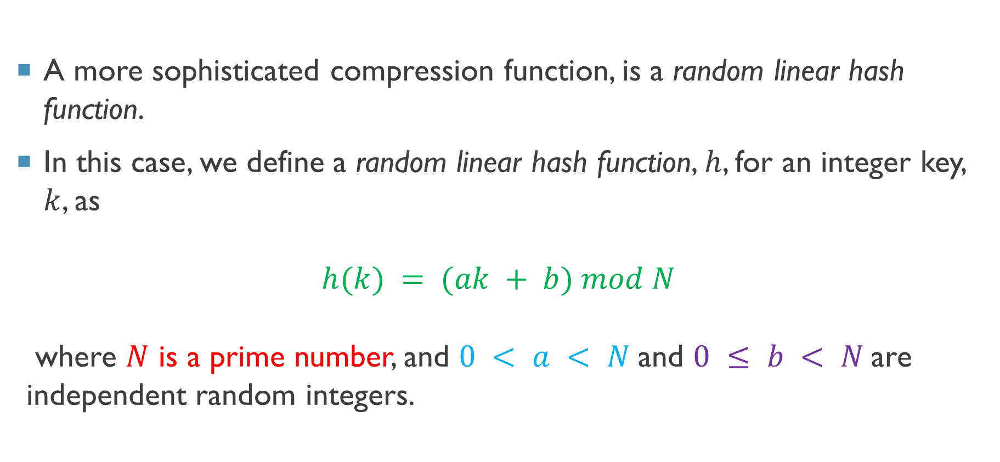 A more sophisticated compression function, is a random linear hash
function.
In this case, we define a random linear hash function, h, for an integer key,
k, as
h(k) = (ak + b) mod N
where N is a prime number, and 0 < a < N and 0 ≤ b < N are
independent random integers.